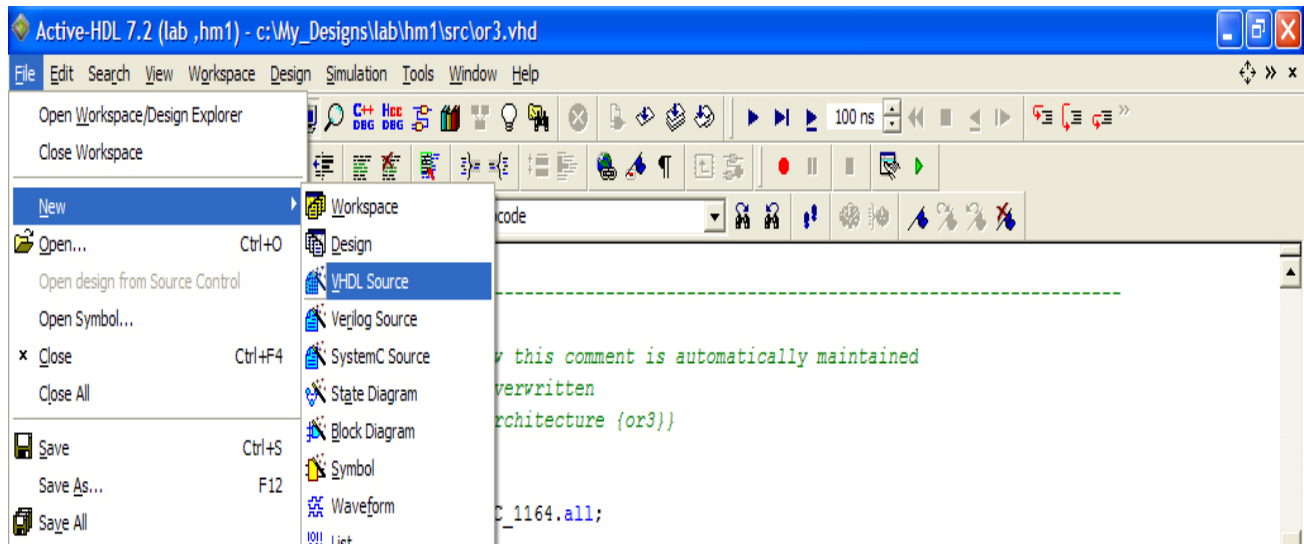 Active-HDL 7.2 (lab ,hm1) - c:\My_Designs\lab\hm1\src\or3.vhd
File Edit Search View Workspace Design Simulation Tools Window Help
Open Workspace/Design Explorer
C++ DBG HDC DBG 100 ns
Close Workspace
New
Workspace
code
Open... Ctrl+O
Design
Open design from Source Control
VHDL Source
--------------------------------------------------------------------------
Open Symbol...
Verilog Source
Close Ctrl+F4
SystemC Source
this comment is automatically maintained
Close All
State Diagram
verwritten
Block Diagram
rchitecture {or3}}
Save Ctrl+S
Symbol
Save As... F12
Waveform
C_1164.all;
Save All
List